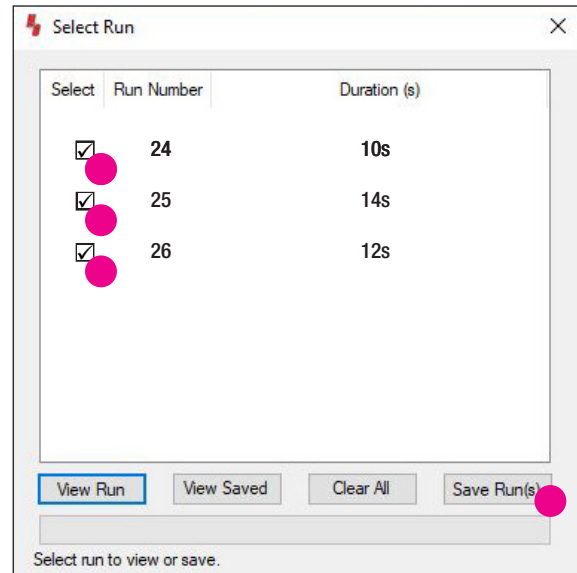 Select Run
Select Run Number Duration (s)
24 10s
25 14s
26 12s
View Run View Saved Clear All Save Run(s)
Select run to view or save.